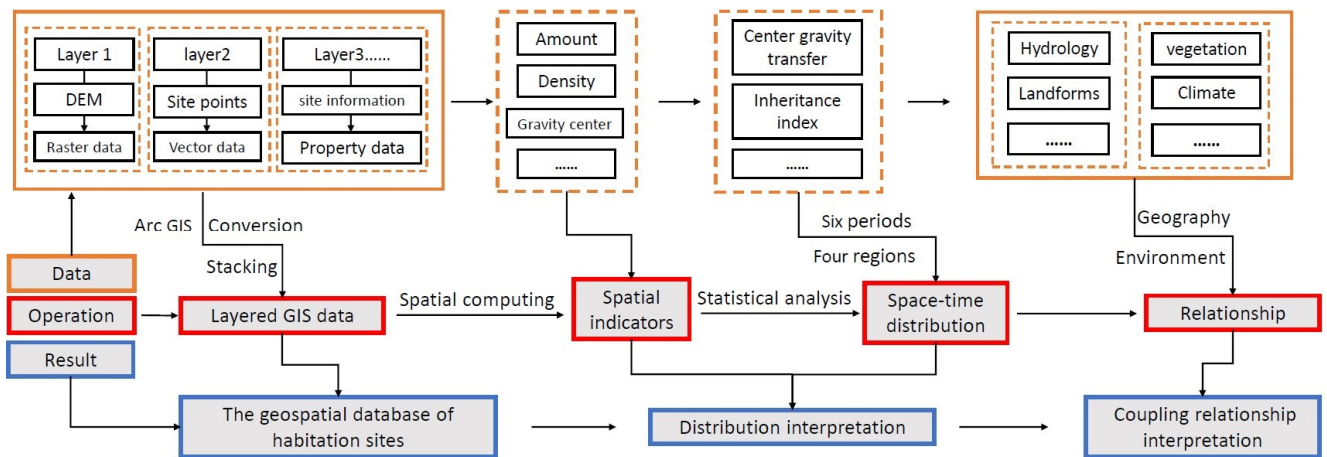 Layer 1
DEM
Raster data
layer2
Site points
Vector data
Layer3......
site information
Property data
Amount
Density
Gravity center
......
Center gravity
transfer
Inheritance
index
......
Hydrology
Landforms
......
vegetation
Climate
......
Arc GIS
Conversion
Stacking
Six periods
Four regions
Geography
Environment
Data
Operation
Layered GIS data
Spatial computing
Spatial
indicators
Statistical analysis
Space-time
distribution
Relationship
Result
The geospatial database of
habitation sites
Distribution interpretation
Coupling relationship
interpretation